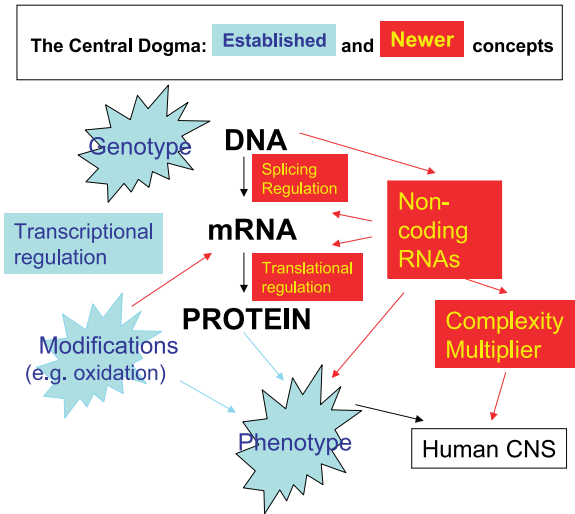 The Central Dogma: Established and Newer concepts
Genotype
DNA
Splicing
Regulation
Non-
coding
RNAs
Transcriptional
regulation
mRNA
Translational
regulation
PROTEIN
Complexity
Multiplier
Modifications
(e.g. oxidation)
Phenotype
Human CNS